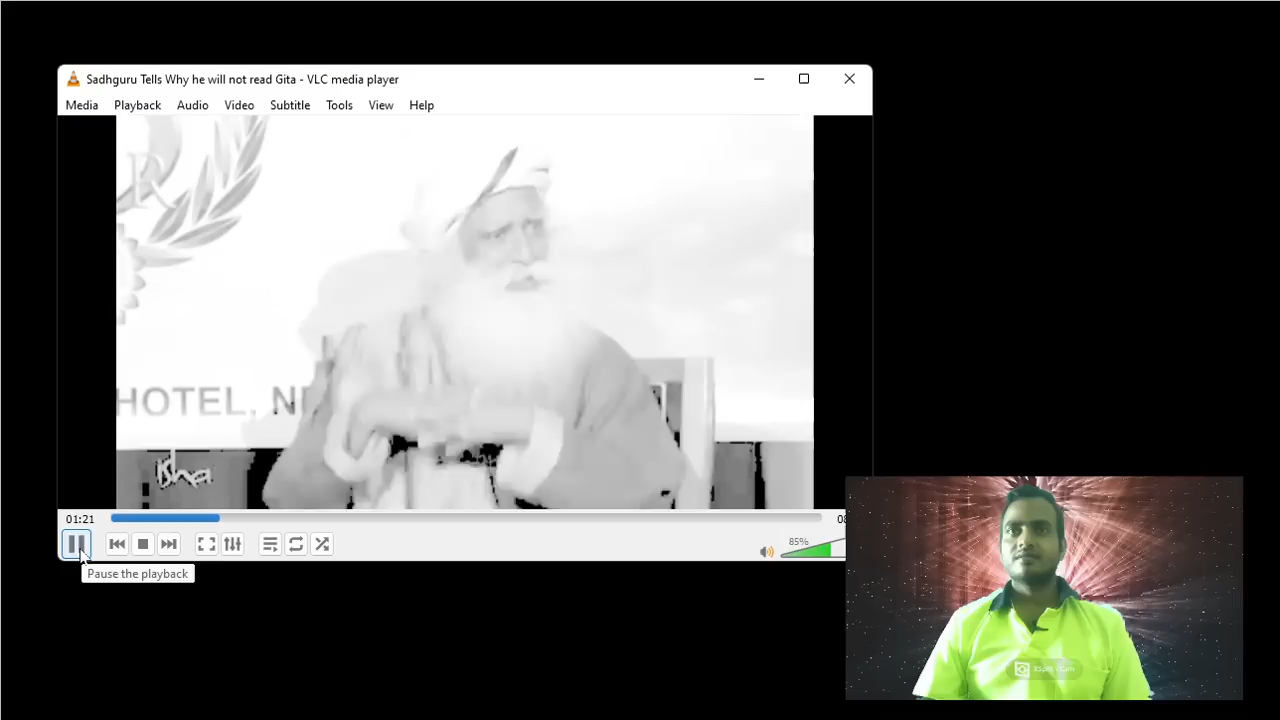 Sadhguru Tells Why he will not read Gita - VLC media player
Media Playback Audio Video Subtitle Tools View Help
R
HOTEL, NE
isha
01:21
85%
Pause the playback